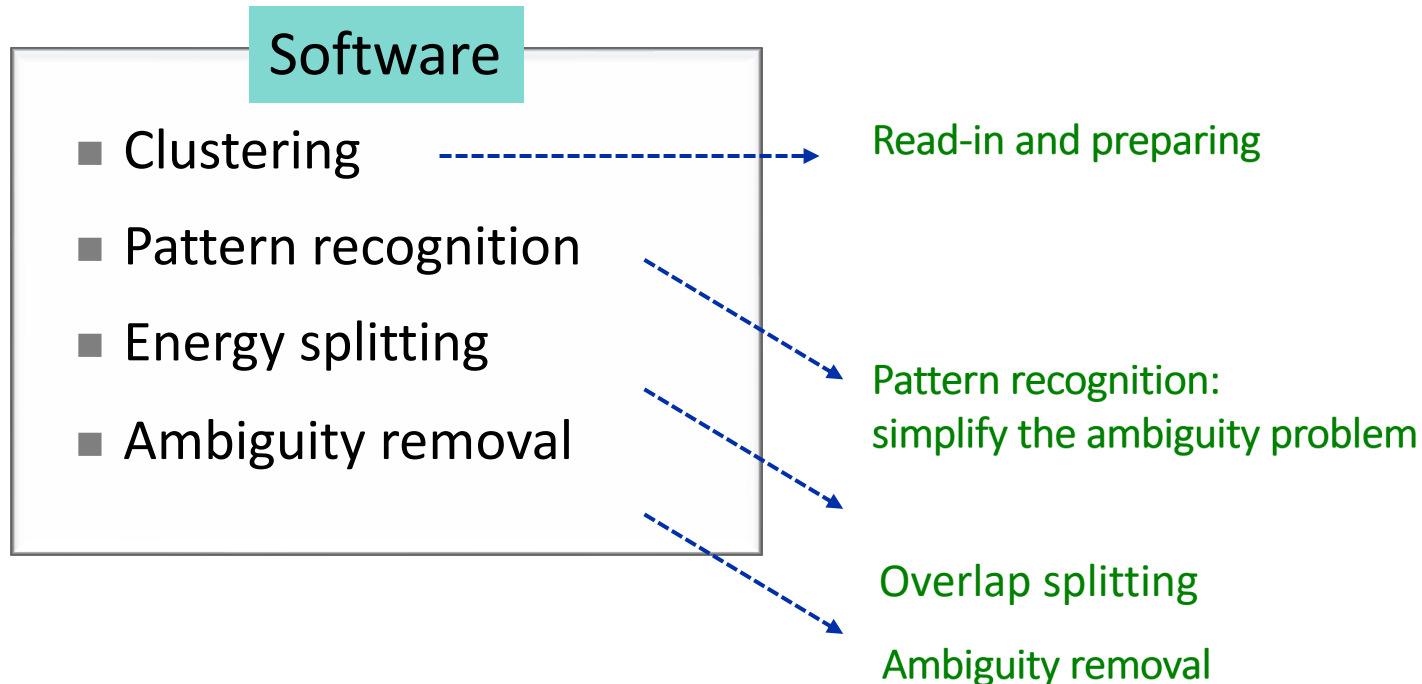 Software
Clustering
Pattern recognition
Energy splitting
Ambiguity removal
Read-in and preparing
Pattern recognition:
simplify the ambiguity problem
Overlap splitting
Ambiguity removal